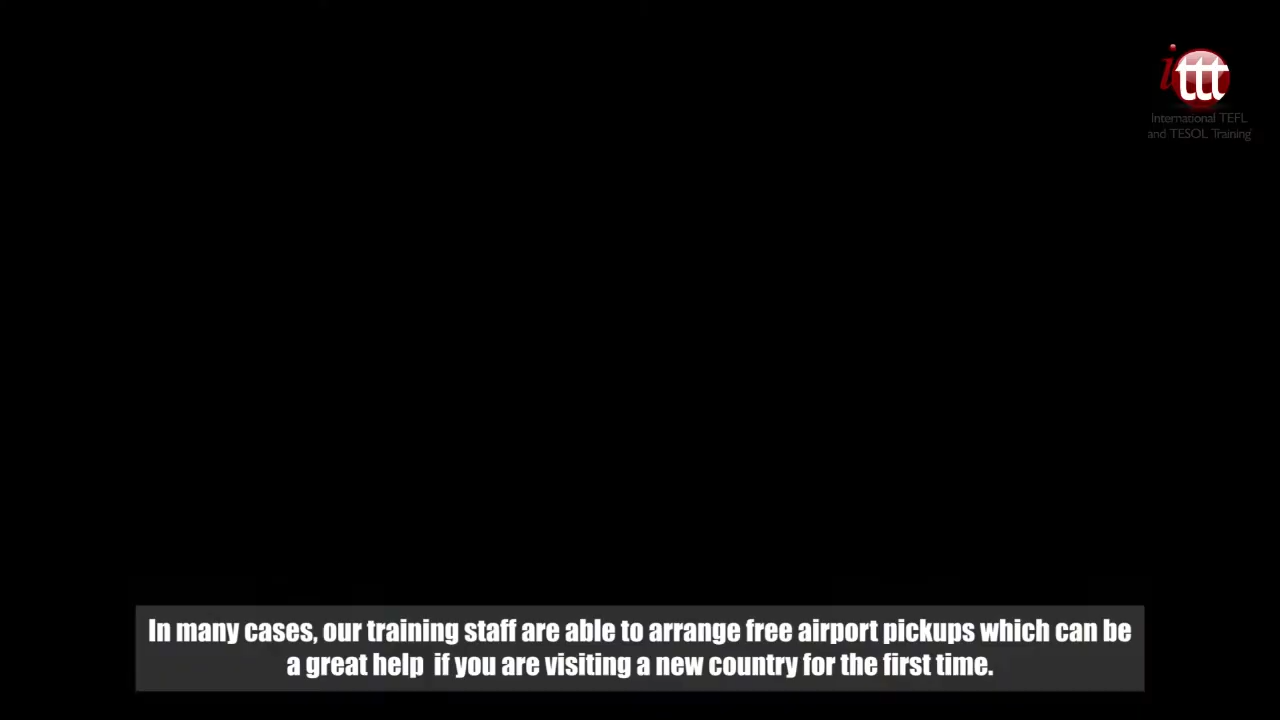 ittt
International TEFL
and TESOL Training
In many cases, our training staff are able to arrange free airport pickups which can be
a great help  if you are visiting a new country for the first time.